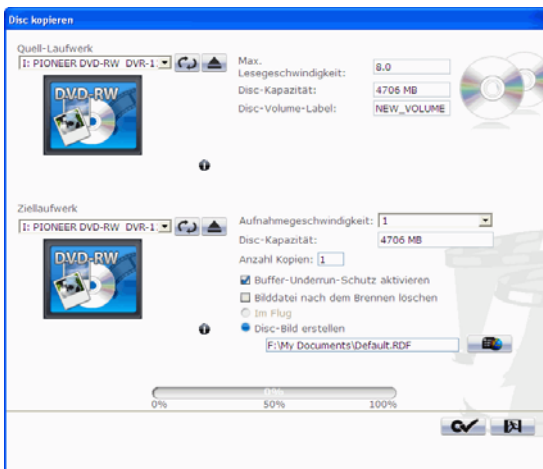 Disc kopieren
Quell-Laufwerk
I: PIONEER DVD-RW DVR-1
DVD-RW
Max.
Lesegeschwindigkeit:
8.0
Disc-Kapazität:
4706 MB
Disc-Volume-Label:
NEW_VOLUME
Ziellaufwerk
I: PIONEER DVD-RW DVR-1
DVD-RW
Aufnahmegeschwindigkeit:
1
Disc-Kapazität:
4706 MB
Anzahl Kopien:
1
Buffer-Underrun-Schutz aktivieren
Bilddatei nach dem Brennen löschen
Im Flug
Disc-Bild erstellen
F:\My Documents\Default.RDF
0%
0%
50%
100%